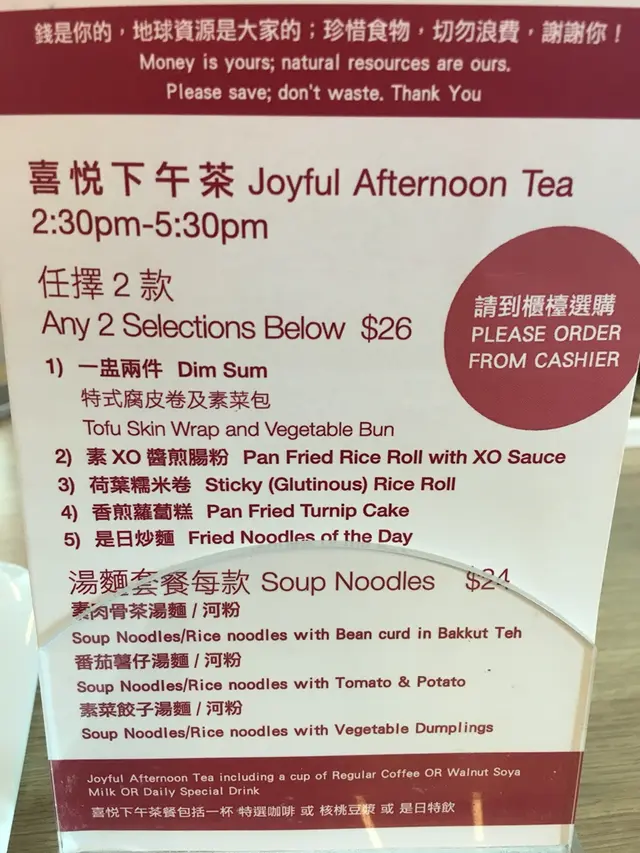 錢是你的，地球資源是大家的；珍惜食物，切勿浪費，謝謝你！
Money is yours; natural resources are ours.
Please save; don't waste. Thank You
喜悦下午茶 Joyful Afternoon Tea
2:30pm-5:30pm
任擇 2 款
Any 2 Selections Below $26
請到櫃檯選購
PLEASE ORDER
FROM CASHIER
1) 一盅兩件 Dim Sum
特式腐皮卷及素菜包
Tofu Skin Wrap and Vegetable Bun
2) 素 XO 醬煎腸粉 Pan Fried Rice Roll with XO Sauce
3) 荷葉糯米卷 Sticky (Glutinous) Rice Roll
4) 香煎蘿蔔糕 Pan Fried Turnip Cake
5) 是日炒麵 Fried Noodles of the Day
湯麵套餐每款 Soup Noodles $24
素肉骨茶湯麵 / 河粉
Soup Noodles/Rice noodles with Bean curd in Bakkut Teh
番茄薯仔湯麵 / 河粉
Soup Noodles/Rice noodles with Tomato & Potato
素菜餃子湯麵 / 河粉
Soup Noodles/Rice noodles with Vegetable Dumplings
Joyful Afternoon Tea including a cup of Regular Coffee OR Walnut Soya
Milk OR Daily Special Drink
喜悦下午茶餐包括一杯 特選咖啡 或 核桃豆漿 或 是日特飲